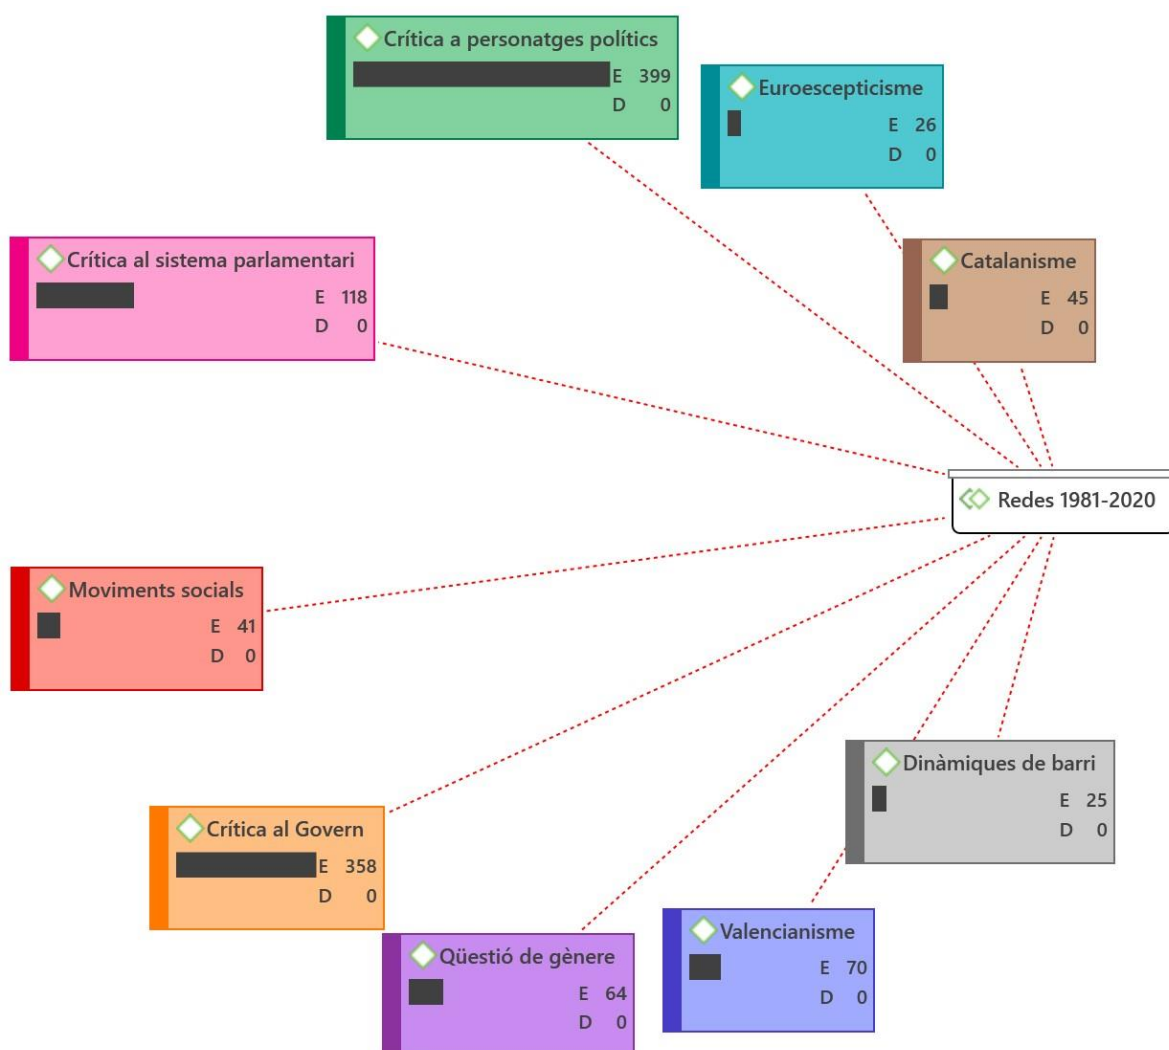 Crítica a personatges polítics
E 399
D 0
Euroescepticisme
E 26
D 0
Crítica al sistema parlamentari
E 118
D 0
Catalanisme
E 45
D 0
Redes 1981-2020
Moviments socials
E 41
D 0
Dinàmiques de barri
E 25
D 0
Crítica al Govern
E 358
D 0
Qüestió de gènere
E 64
D 0
Valencianisme
E 70
D 0